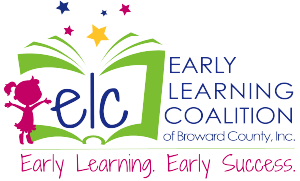 elc
EARLY
LEARNING
COALITION
of Broward County, Inc.
Early Learning. Early Success.